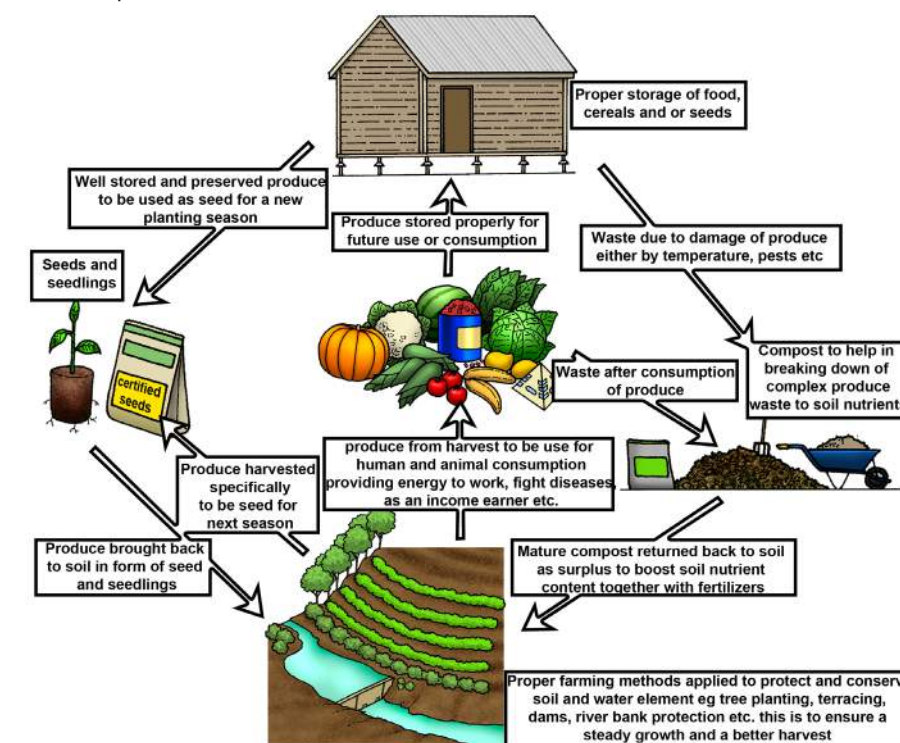 Proper storage of food,
cereals and or seeds
Well stored and preserved produce
to be used as seed for a new
planting season
Produce stored properly for
future use or consumption
Waste due to damage of produce
either by temperature, pests etc
Seeds and
seedlings
certified
seeds
Waste after consumption
of produce
Compost to help in
breaking down of
complex produce
waste to soil nutrients
Produce harvested
specifically
to be seed for
next season
produce from harvest to be use for
human and animal consumption
providing energy to work, fight diseases,
as an income earner etc.
Produce brought back
to soil in form of seed
and seedlings
Mature compost returned back to soil
as surplus to boost soil nutrient
content together with fertilizers
Proper farming methods applied to protect and conserv
soil and water element eg tree planting, terracing,
dams, river bank protection etc. this is to ensure a
steady growth and a better harvest